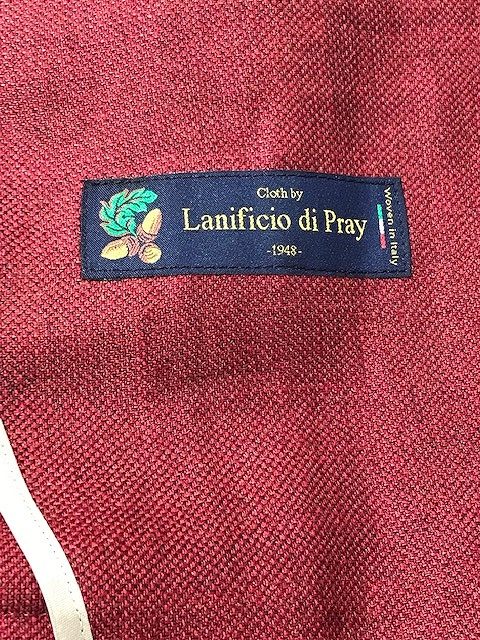 Cloth by
Lanificio di Pray
-1948-
Woven in Italy